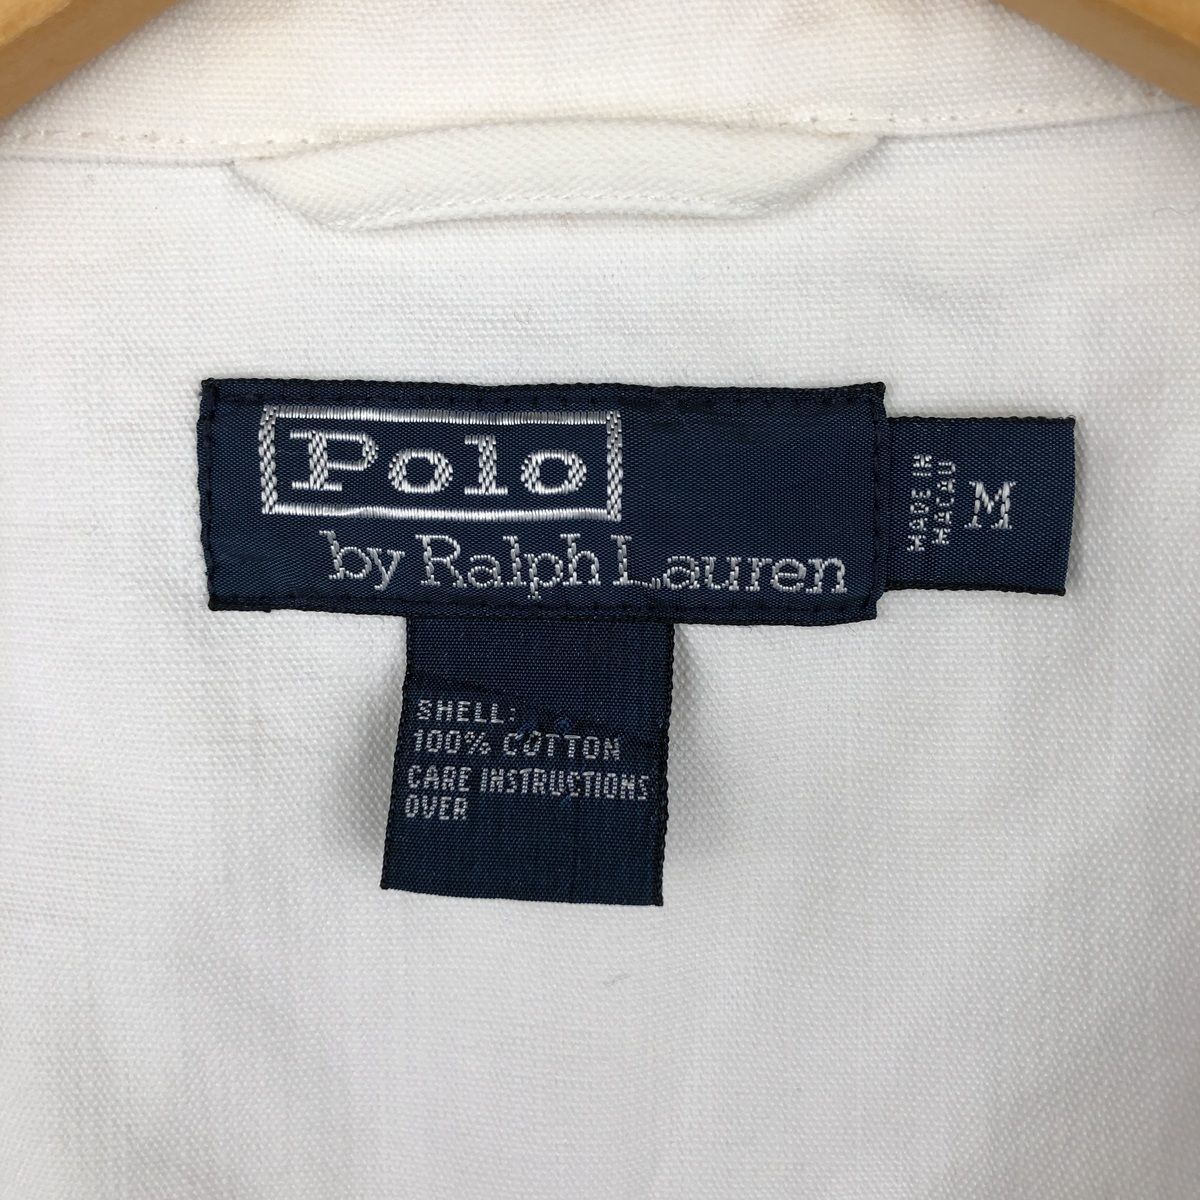 Polo
by Ralph Lauren
MADE IN
MACAU
M
SHELL:
100% COTTON
CARE INSTRUCTIONS
OVER